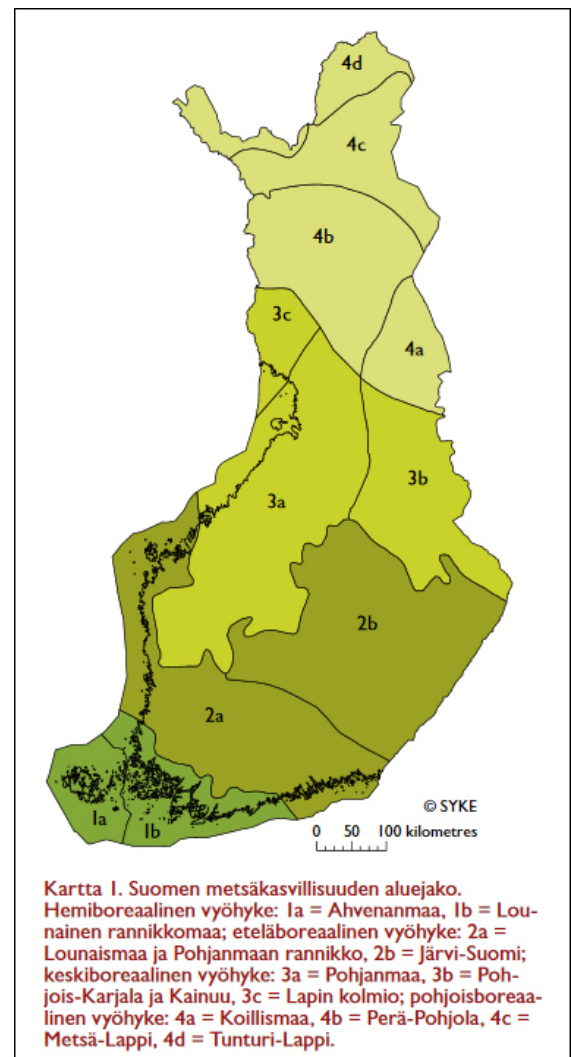 4d
4c
4b
3c
4a
3b
3a
2b
2a
1a
1b
© SYKE
0 50 100 kilometres
Kartta 1. Suomen metsäkasvillisuuden aluejako.
Hemiboreaalinen vyöhyke: 1a = Ahvenanmaa, 1b = Lou-
nainen rannikkomaa; eteläboreaalinen vyöhyke: 2a =
Lounaismaa ja Pohjanmaan rannikko, 2b = Järvi-Suomi;
keskiboreaalinen vyöhyke: 3a = Pohjanmaa, 3b = Poh-
jois-Karjala ja Kainuu, 3c = Lapin kolmio; pohjoisboreaa-
linen vyöhyke: 4a = Koillismaa, 4b = Perä-Pohjola, 4c =
Metsä-Lappi, 4d = Tunturi-Lappi.